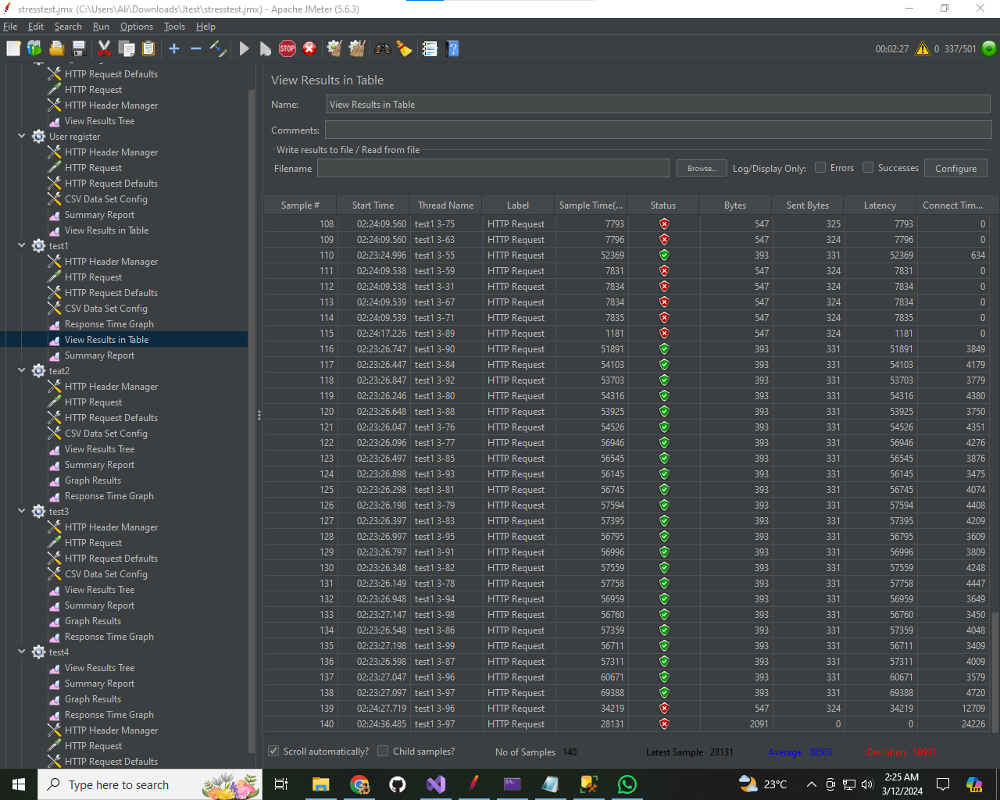 stresstest.jmx (C:\Users\Ali\Downloads\Jtest\stresstest.jmx) - Apache JMeter (5.6.3)
File Edit Search Run Options Tools Help
STOP
00:02:27 0 337/501
HTTP Request Defaults
HTTP Request
HTTP Header Manager
View Results Tree
User register
HTTP Header Manager
HTTP Request
HTTP Request Defaults
CSV Data Set Config
Summary Report
View Results in Table
test1
HTTP Header Manager
HTTP Request
HTTP Request Defaults
CSV Data Set Config
Response Time Graph
View Results in Table
Summary Report
teat2
HTTP Header Manager
HTTP Request
HTTP Request Defaults
CSV Data Set Config
View Results Tree
Summary Report
Graph Results
Response Time Graph
test3
HTTP Header Manager
HTTP Request
HTTP Request Defaults
CSV Data Set Config
View Results Tree
Summary Report
Graph Results
Response Time Graph
test4
View Results Tree
Summary Report
Graph Results
Response Time Graph
HTTP Header Manager
HTTP Request
HTTP Request Defaults
View Results in Table
Name: View Results in Table
Comments:
Write results to file / Read from file
Filename Browse... Log/Display Only: Errors Successes Configure
Sample # Start Time Thread Name Label Sample Time(... Status Bytes Sent Bytes Latency Connect Tim...
108 02:24:09.560 test1 3-75 HTTP Request 7793 547 325 7793 0
109 02:24:09.560 test1 3-63 HTTP Request 7796 547 324 7796 0
110 02:23:24.996 test1 3-55 HTTP Request 52369 393 331 52369 634
111 02:24:09.538 test1 3-59 HTTP Request 7831 547 324 7831 0
112 02:24:09.538 test1 3-31 HTTP Request 7834 547 324 7834 0
113 02:24:09.539 test1 3-67 HTTP Request 7834 547 324 7834 0
114 02:24:09.539 test1 3-71 HTTP Request 7835 547 324 7835 0
115 02:24:17.226 test1 3-89 HTTP Request 1181 547 324 1181 0
116 02:23:26.747 test1 3-90 HTTP Request 51891 393 331 51891 3849
117 02:23:26.447 test1 3-84 HTTP Request 54103 393 331 54103 4179
118 02:23:26.847 test1 3-92 HTTP Request 53703 393 331 53703 3779
119 02:23:26.246 test1 3-80 HTTP Request 54316 393 331 54316 4380
120 02:23:26.648 test1 3-88 HTTP Request 53925 393 331 53925 3750
121 02:23:26.047 test1 3-76 HTTP Request 54526 393 331 54526 4351
122 02:23:26.096 test1 3-77 HTTP Request 56946 393 331 56946 4276
123 02:23:26.497 test1 3-85 HTTP Request 56545 393 331 56545 3876
124 02:23:26.898 test1 3-93 HTTP Request 56145 393 331 56145 3475
125 02:23:26.298 test1 3-81 HTTP Request 56745 393 331 56745 4074
126 02:23:26.198 test1 3-79 HTTP Request 57594 393 331 57594 4408
127 02:23:26.397 test1 3-83 HTTP Request 57395 393 331 57395 4209
128 02:23:26.997 test1 3-95 HTTP Request 56795 393 331 56795 3609
129 02:23:26.797 test1 3-91 HTTP Request 56996 393 331 56996 3809
130 02:23:26.348 test1 3-82 HTTP Request 57559 393 331 57559 4248
131 02:23:26.149 test1 3-78 HTTP Request 57758 393 331 57758 4447
132 02:23:26.948 test1 3-94 HTTP Request 56959 393 331 56959 3649
133 02:23:27.147 test1 3-98 HTTP Request 56760 393 331 56760 3450
134 02:23:26.548 test1 3-86 HTTP Request 57359 393 331 57359 4048
135 02:23:27.198 test1 3-99 HTTP Request 56711 393 331 56711 3409
136 02:23:26.598 test1 3-87 HTTP Request 57311 393 331 57311 4009
137 02:23:27.047 test1 3-96 HTTP Request 60671 393 331 60671 3579
138 02:23:27.097 test1 3-97 HTTP Request 69388 393 331 69388 4720
139 02:24:27.719 test1 3-96 HTTP Request 34219 547 324 34219 12709
140 02:24:36.485 test1 3-97 HTTP Request 28131 2091 0 0 24226
Scroll automatically? Child samples? No of Samples 140 Latest Sample 28131 Average 30503 Deviation 18991
Type here to search
23°C
2:25 AM
3/12/2024